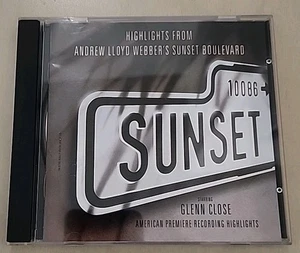 HIGHLIGHTS FROM
ANDREW LLOYD WEBBER'S SUNSET BOULEVARD
10086
SUNSET
STARRING
GLENN CLOSE
AMERICAN PREMIERE RECORDING HIGHLIGHTS